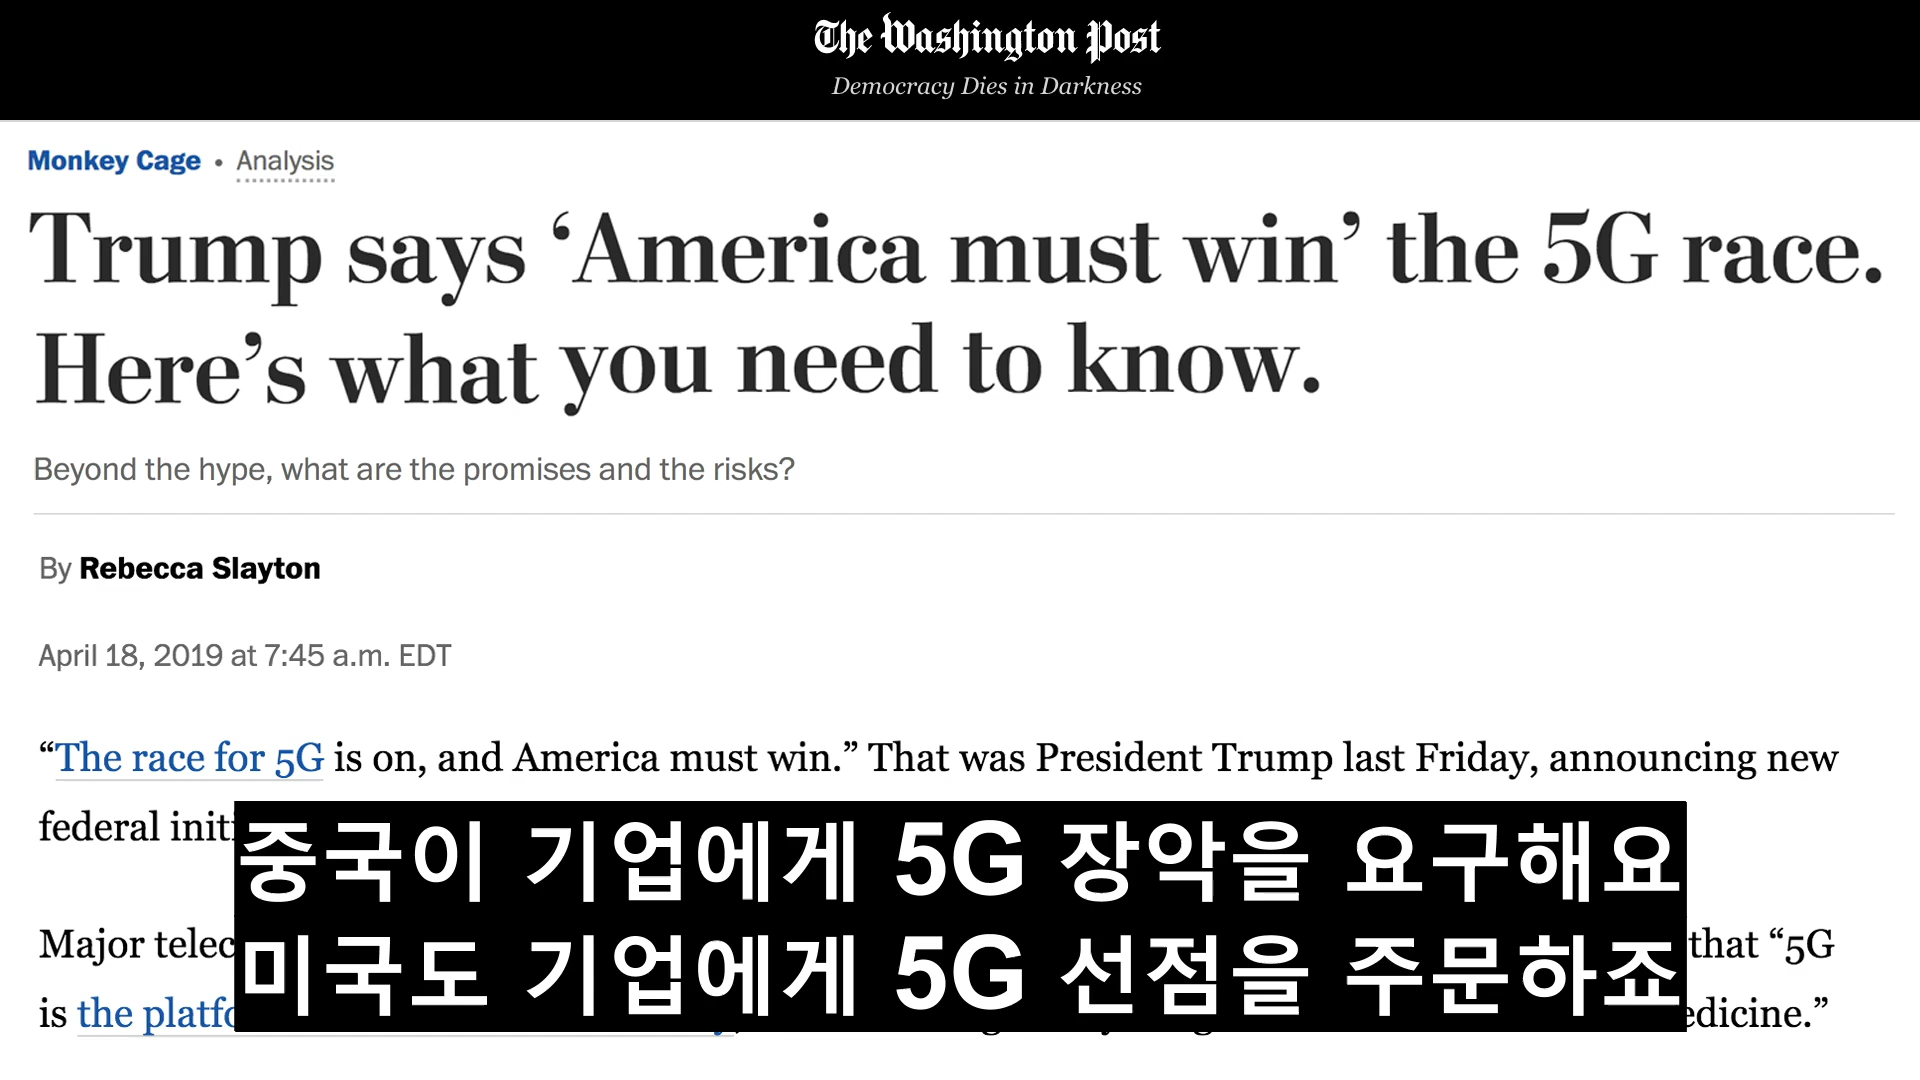 The Washington Post
Democracy Dies in Darkness
Monkey Cage • Analysis
Trump says ‘America must win’ the 5G race.
Here’s what you need to know.
Beyond the hype, what are the promises and the risks?
By Rebecca Slayton
April 18, 2019 at 7:45 a.m. EDT
“The race for 5G is on, and America must win.” That was President Trump last Friday, announcing new
federal
중국이 기업에게 5G 장악을 요구해요
Major that “5G
미국도 기업에게 5G 선점을 주문하죠
is the